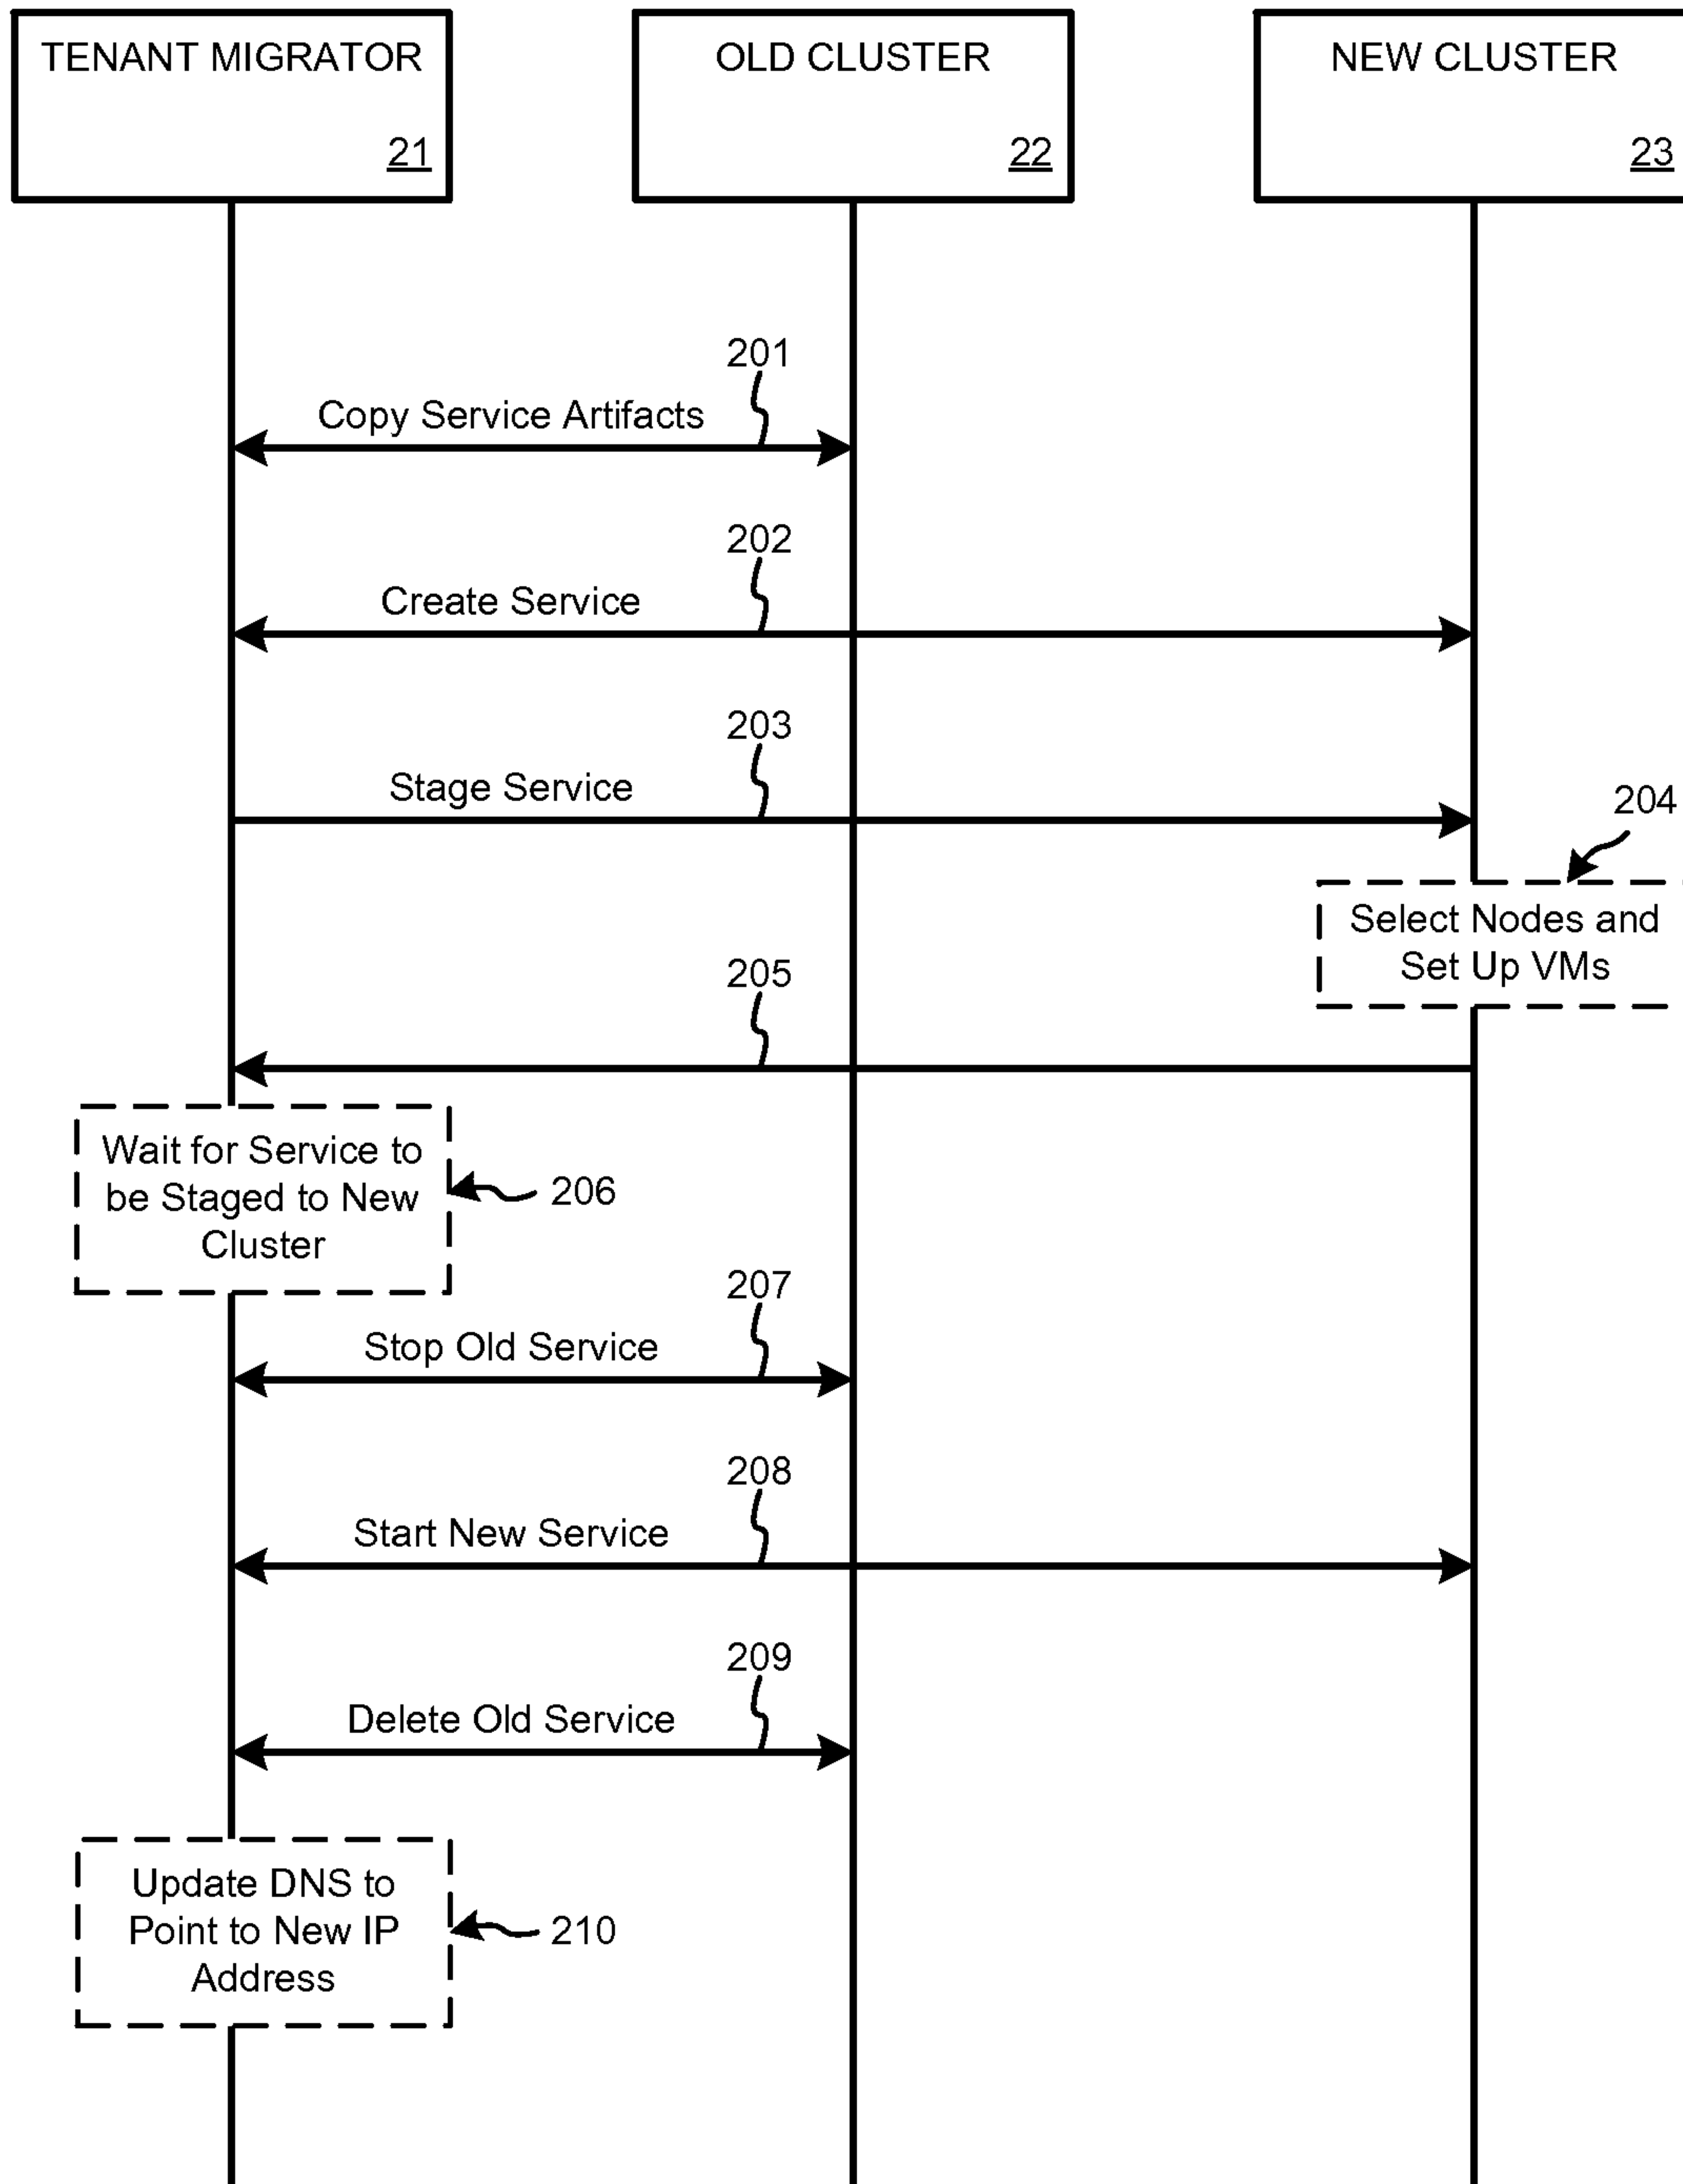 TENANT MIGRATOR
21
OLD CLUSTER
22
NEW CLUSTER
23
201
Copy Service Artifacts
202
Create Service
203
Stage Service
204
Select Nodes and
Set Up VMs
205
Wait for Service to
be Staged to New
Cluster
206
207
Stop Old Service
208
Start New Service
209
Delete Old Service
Update DNS to
Point to New IP
Address
210